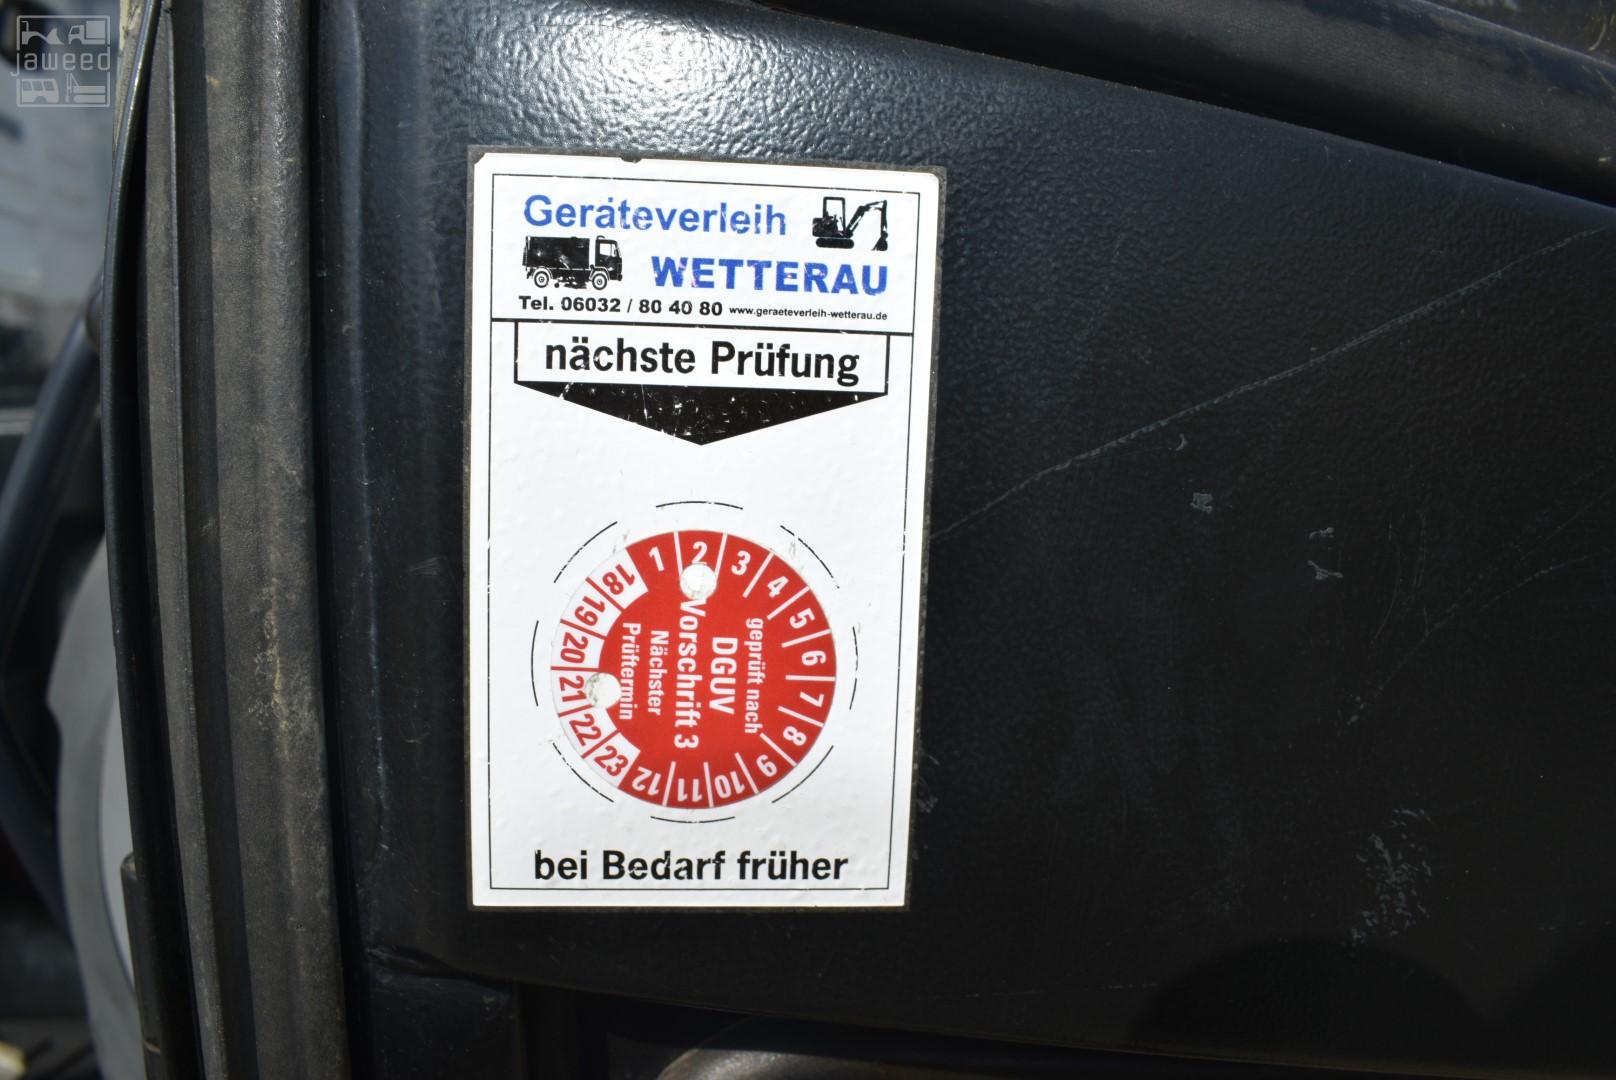 jaweed
Geräteverleih
WETTERAU
Tel. 06032 / 80 40 80 www.geraeteverleih-wetterau.de
nächste Prüfung
1 2 3 4 5 6 7 8 9 10 11 12
18 19 20 21 22 23
geprüft nach
DGUV
Vorschrift 3
Nächster
Prüftermin
bei Bedarf früher